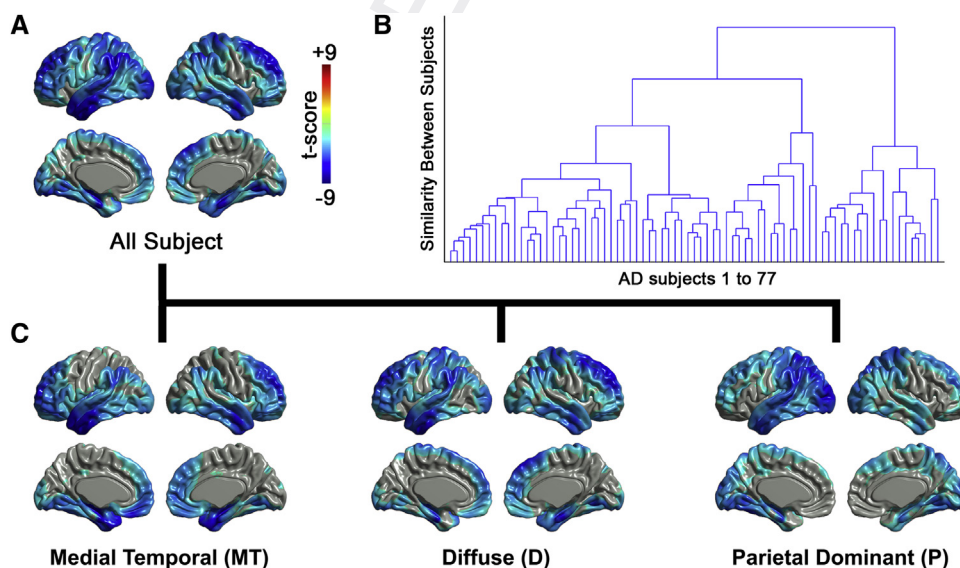 A
+9
t-score
-9
All Subject
B
Similarity Between Subjects
AD subjects 1 to 77
C
Medial Temporal (MT)
Diffuse (D)
Parietal Dominant (P)